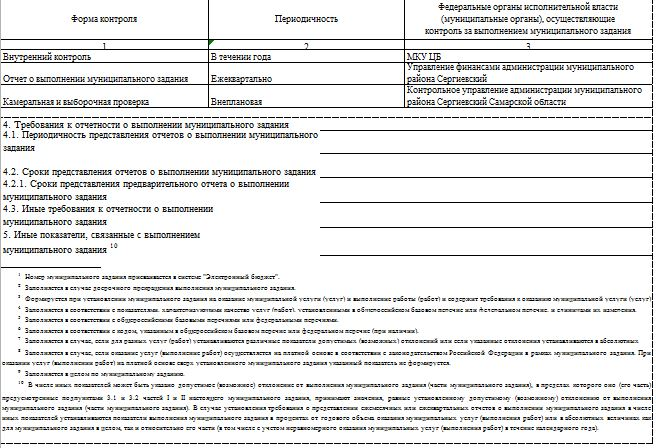 Форма контроля
Периодичность
Федеральные органы исполнительной власти
(муниципальные органы), осуществляющие
контроль за выполнением муниципального задания
1
2
3
Внутренний контроль
В течении года
МКУ ЦБ
Отчет о выполнении муниципального задания
Ежеквартально
Управление финансами администрации муниципального
района Сергиевский
Камеральная и выборочная проверка
Внеплановая
Контрольное управление администрации муниципального
района Сергиевский Самарской области
4. Требования к отчетности о выполнении муниципального задания
4.1. Периодичность представления отчетов о выполнении муниципального
задания
4.2. Сроки представления отчетов о выполнении муниципального задания
4.2.1. Сроки представления предварительного отчета о выполнении
муниципального задания
4.3. Иные требования к отчетности о выполнении
муниципального задания
5. Иные показатели, связанные с выполнением
муниципального задания 10
1 Номер муниципального задания присваивается в системе "Электронный бюджет".
2 Заполняется в случае досрочного прекращения выполнения муниципального задания.
3 Формируется при установлении муниципального задания на оказание муниципальной услуги (услуг) и выполнение работы (работ) и содержит требования к оказанию муниципальной услуги (услуг)
4 Заполняется в соответствии с показателями, характеризующими качество услуг (работ), установленными в общероссийском базовом перечне или федеральном перечне, и единицами их измерения.
5 Заполняется в соответствии с общероссийскими базовыми перечнями или федеральными перечнями.
6 Заполняется в соответствии с кодом, указанным в общероссийском базовом перечне или федеральном перечне (при наличии).
7 Заполняется в случае, если для разных услуг (работ) устанавливаются различные показатели допустимых (возможных) отклонений или если указанные отклонения устанавливаются в абсолютных
8 Заполняется в случае, если оказание услуг (выполнение работ) осуществляется на платной основе в соответствии с законодательством Российской Федерации в рамках муниципального задания. При
оказании услуг (выполнении работ) на платной основе сверх установленного муниципального задания указанный показатель не формируется.
9 Заполняется в целом по муниципальному заданию.
10 В числе иных показателей может быть указано допустимое (возможное) отклонение от выполнения муниципального задания (части муниципального задания), в пределах которого оно (его часть)
предусмотренные подпунктами 3.1 и 3.2 частей I и II настоящего муниципального задания, принимают значения, равные установленному допустимому (возможному) отклонению от выполнения
муниципального задания (части муниципального задания). В случае установления требования о представлении ежемесячных или ежеквартальных отчетов о выполнении муниципального задания в числе
иных показателей устанавливаются показатели выполнения муниципального задания в процентах от годового объема оказания муниципальных услуг (выполнения работ) или в абсолютных величинах как
для муниципального задания в целом, так и относительно его части (в том числе с учетом неравномерного оказания муниципальных услуг (выполнения работ) в течение календарного года).